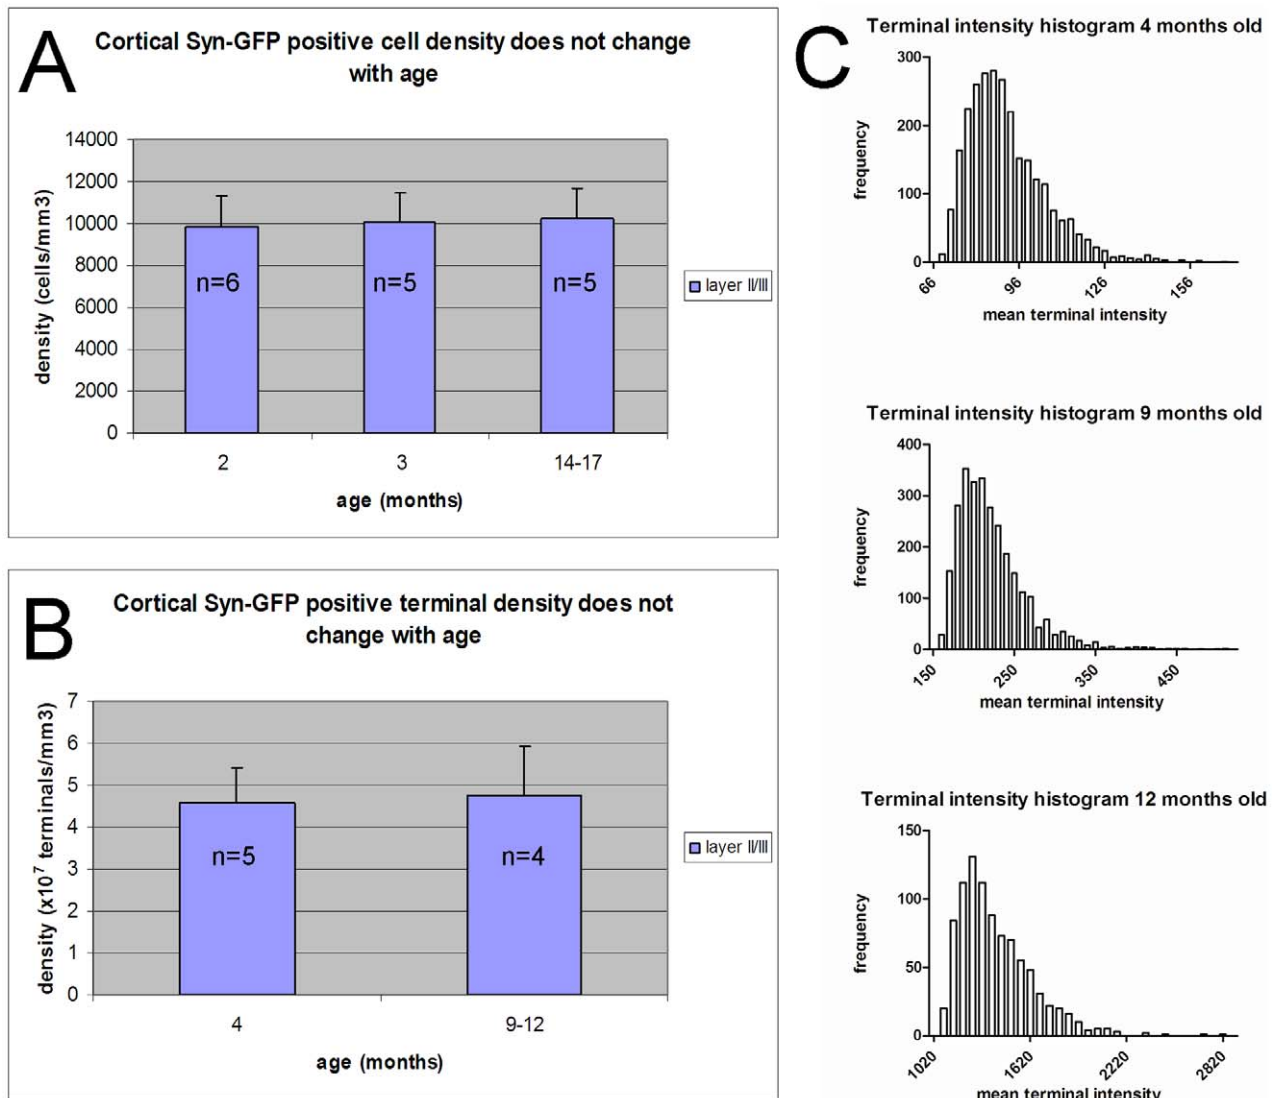 A
Cortical Syn-GFP positive cell density does not change
with age
14000
12000
10000
8000
6000
4000
2000
0
density (cells/mm3)
n=6
n=5
n=5
layer II/III
2
3
14-17
age (months)
B
Cortical Syn-GFP positive terminal density does not
change with age
7
6
5
4
3
2
1
0
density (x10⁷ terminals/mm3)
n=5
n=4
layer II/III
4
9-12
age (months)
C
Terminal intensity histogram 4 months old
300
200
100
0
frequency
66
96
126
156
mean terminal intensity
Terminal intensity histogram 9 months old
400
300
200
100
0
frequency
150
250
350
450
mean terminal intensity
Terminal intensity histogram 12 months old
150
100
50
0
frequency
1020
1620
2220
2820
mean terminal intensity